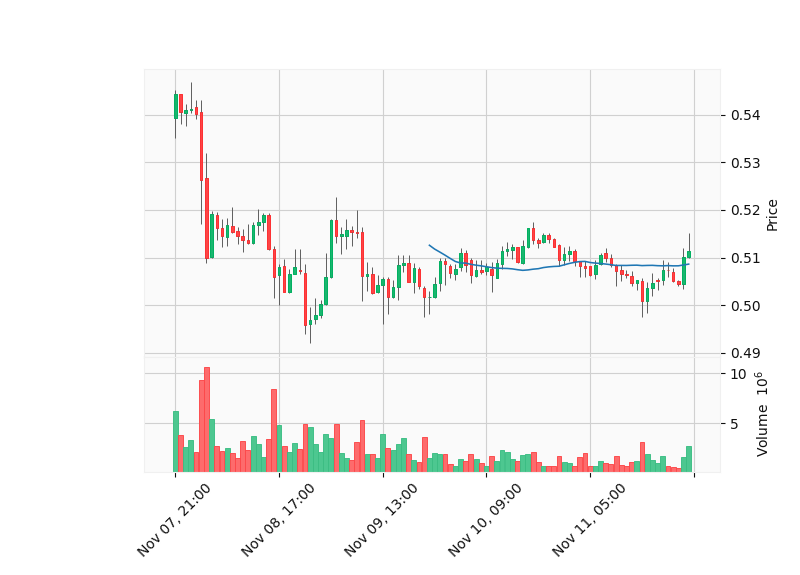 0.54
0.53
0.52
0.51
0.50
0.49
Price
10
5
Volume 10^6
Nov 07, 21:00
Nov 08, 17:00
Nov 09, 13:00
Nov 10, 09:00
Nov 11, 05:00